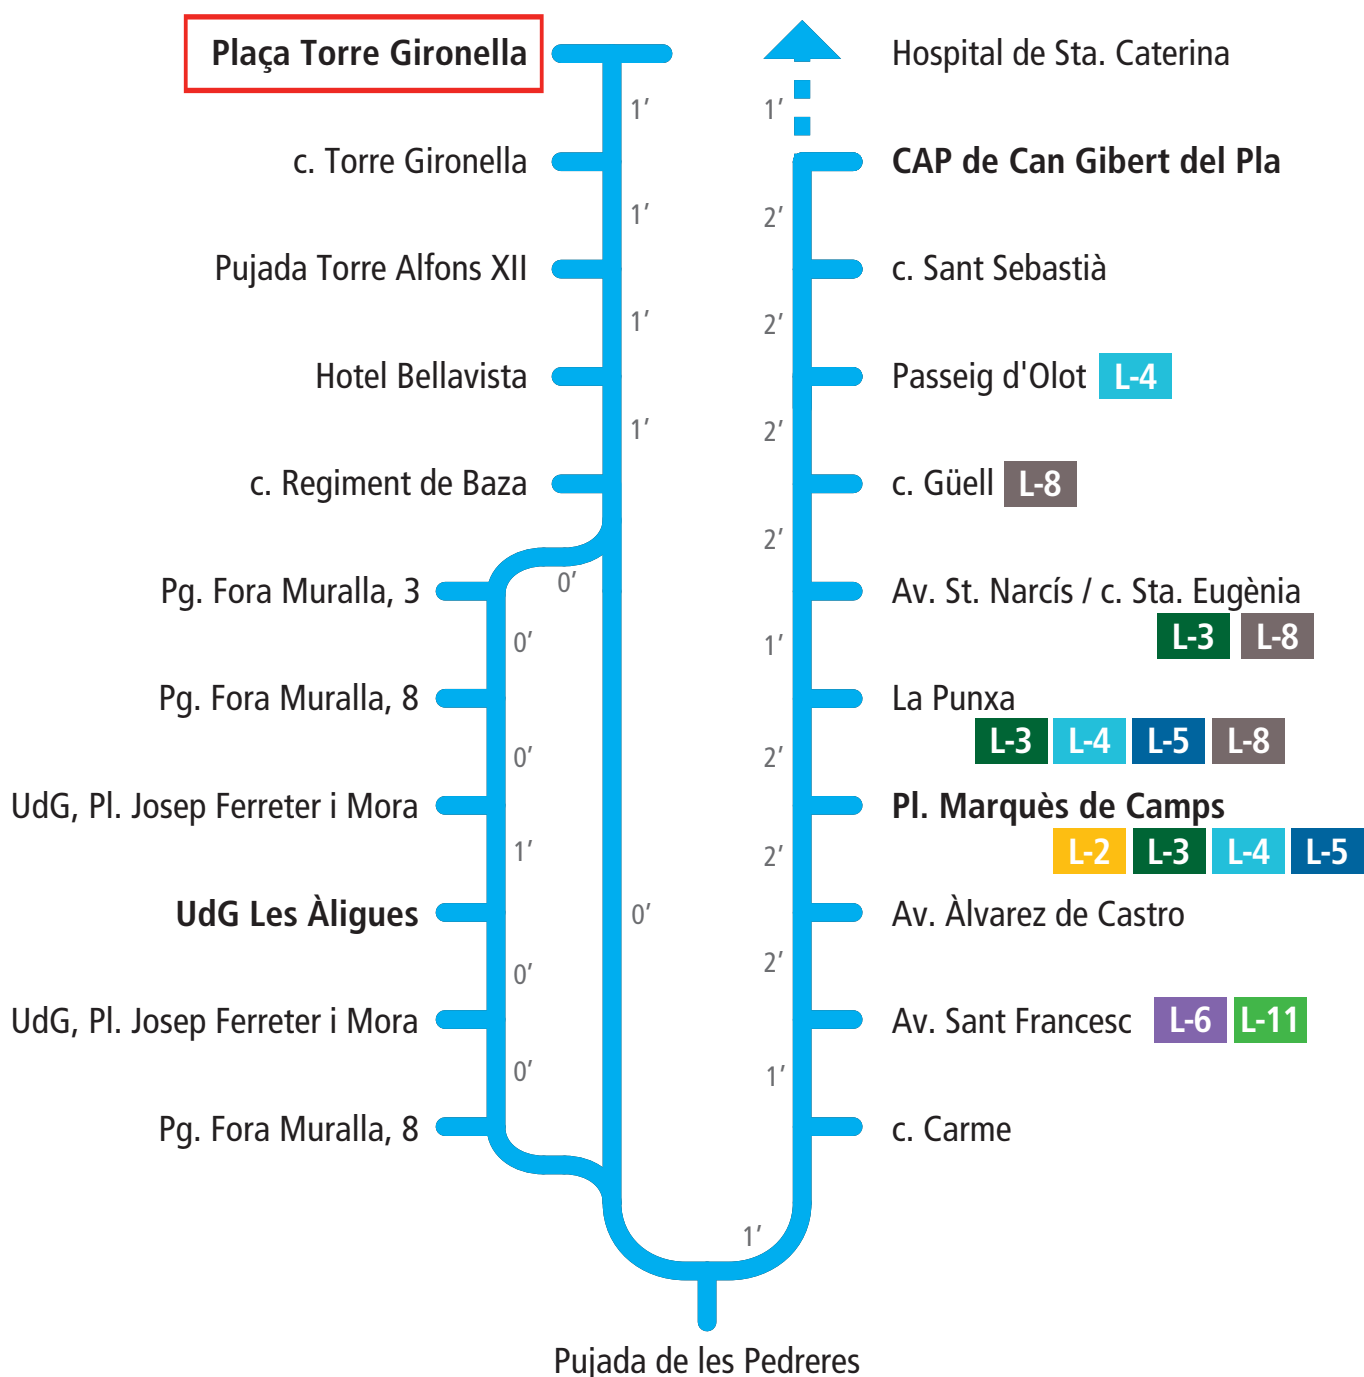 Plaça Torre Gironella
1’
c. Torre Gironella
1’
Pujada Torre Alfons XII
1’
Hotel Bellavista
1’
c. Regiment de Baza
0’
Pg. Fora Muralla, 3
0’
Pg. Fora Muralla, 8
0’
UdG, Pl. Josep Ferreter i Mora
1’
UdG Les Àligues
0’
0’
UdG, Pl. Josep Ferreter i Mora
0’
Pg. Fora Muralla, 8
Pujada de les Pedreres
1’
c. Carme
1’
Av. Sant Francesc L-6 L-11
2’
Av. Àlvarez de Castro
2’
Pl. Marquès de Camps
L-2 L-3 L-4 L-5
2’
La Punxa
L-3 L-4 L-5 L-8
1’
Av. St. Narcís / c. Sta. Eugènia
L-3 L-8
2’
c. Güell L-8
2’
Passeig d'Olot L-4
2’
c. Sant Sebastià
2’
CAP de Can Gibert del Pla
1’
Hospital de Sta. Caterina